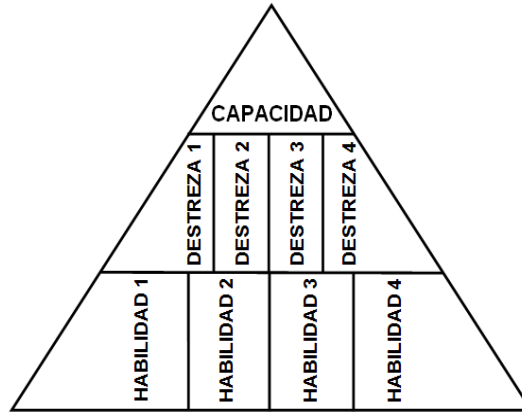 CAPACIDAD
DESTREZA 1
DESTREZA 2
DESTREZA 3
DESTREZA 4
HABILIDAD 1
HABILIDAD 2
HABILIDAD 3
HABILIDAD 4